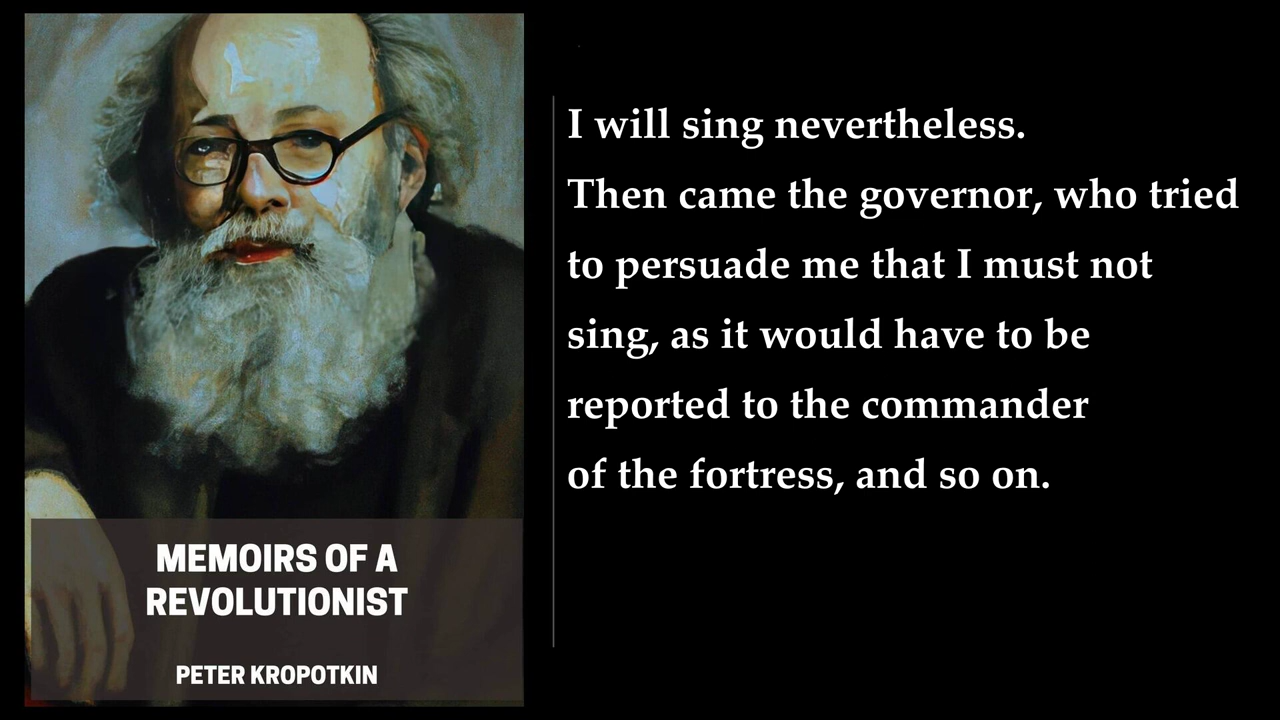 MEMOIRS OF A
REVOLUTIONIST
PETER KROPOTKIN
I will sing nevertheless.
Then came the governor, who tried
to persuade me that I must not
sing, as it would have to be
reported to the commander
of the fortress, and so on.